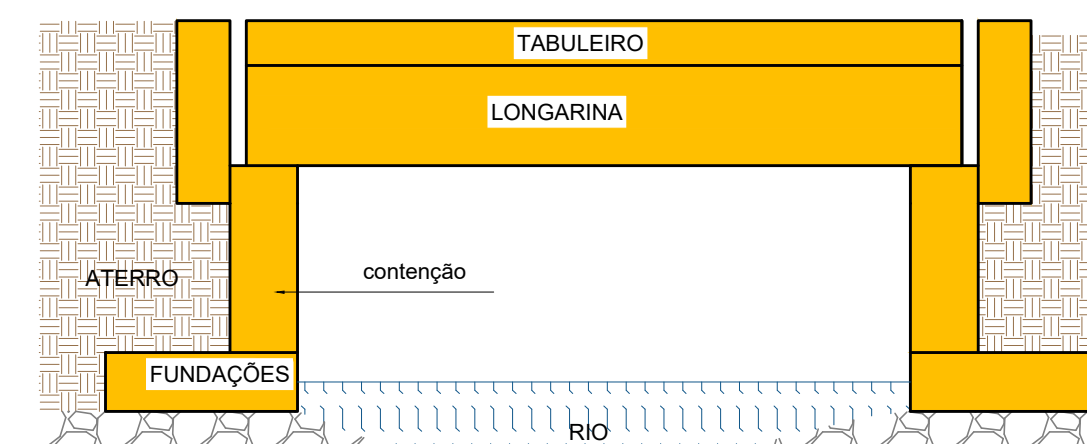 TABULEIRO
LONGARINA
contenção
ATERRO
FUNDAÇÕES
RIO